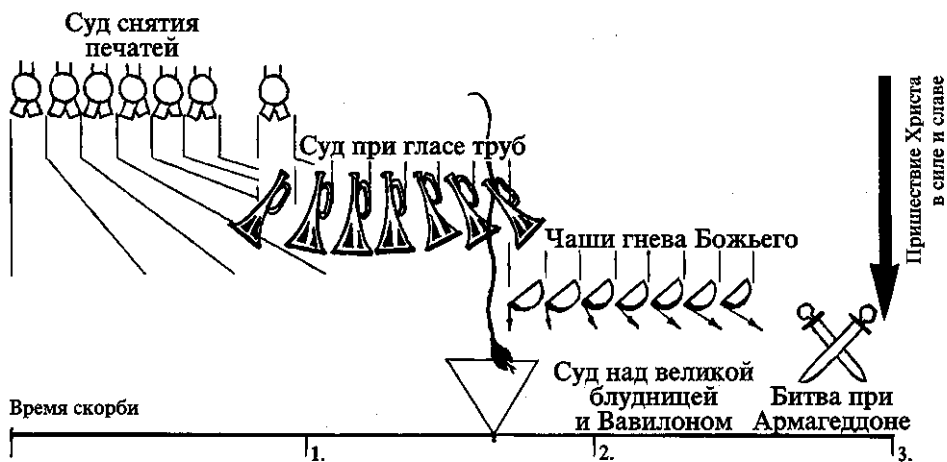 Суд снятия
печатей
Суд при гласе труб
Чаши гнева Божьего
Пришествие Христа
в силе и славе
Суд над великой
блудницей
и Вавилоном
Битва при
Армагеддоне
Время скорби
1.
2.
3.